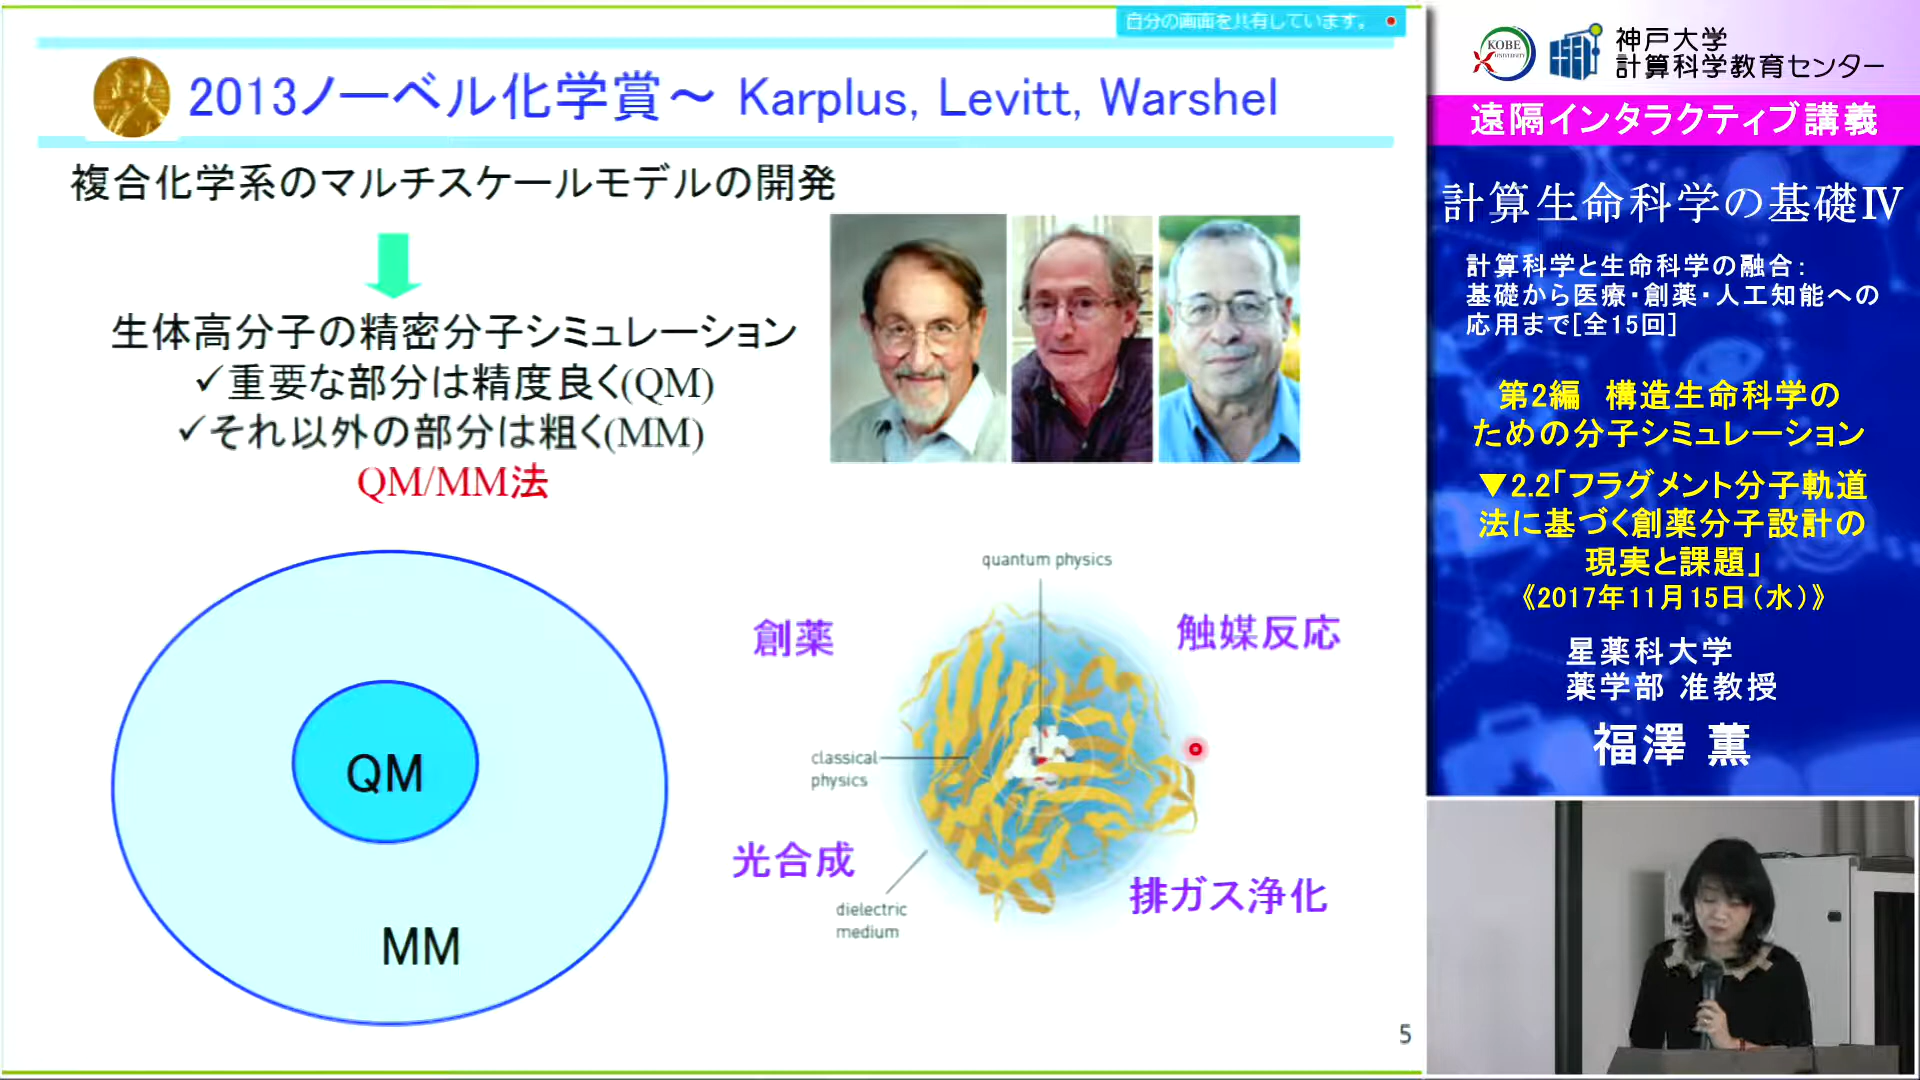 自分の画面を共有しています。
2013ノーベル化学賞～ Karplus, Levitt, Warshel
複合化学系のマルチスケールモデルの開発
生体高分子の精密分子シミュレーション
✓重要な部分は精度良く(QM)
✓それ以外の部分は粗く(MM)
QM/MM法
QM
MM
quantum physics
創薬
触媒反応
classical
physics
光合成
排ガス浄化
dielectric
medium
5
KOBE
UNIVERSITY
神戸大学
計算科学教育センター
遠隔インタラクティブ講義
計算生命科学の基礎Ⅳ
計算科学と生命科学の融合：
基礎から医療・創薬・人工知能への
応用まで[全15回]
第2編 構造生命科学の
ための分子シミュレーション
▼2.2「フラグメント分子軌道
法に基づく創薬分子設計の
現実と課題」
《2017年11月15日（水）》
星薬科大学
薬学部 准教授
福澤 薫